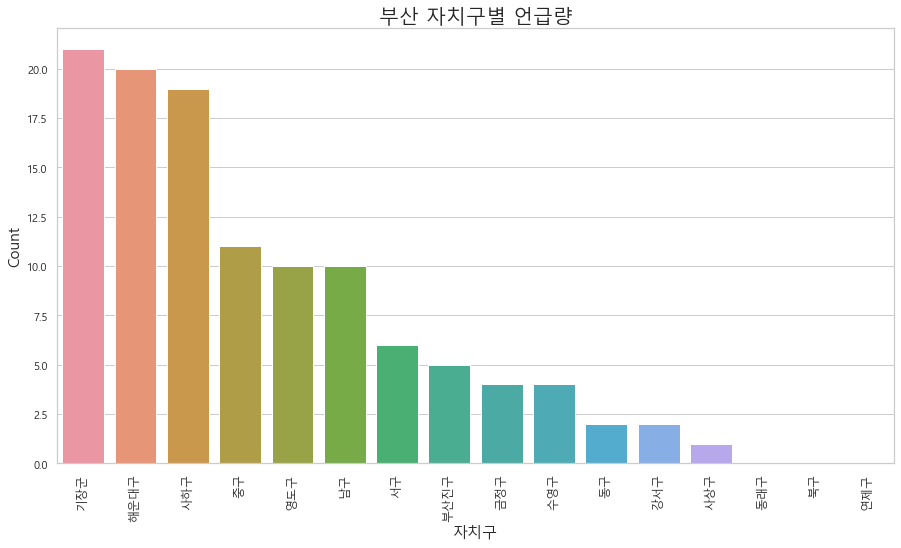 부산 자치구별 언급량
Count
20.0
17.5
15.0
12.5
10.0
7.5
5.0
2.5
0.0
기장군
해운대구
사하구
중구
영도구
남구
서구
부산진구
금정구
수영구
동구
강서구
사상구
동래구
북구
연제구
자치구